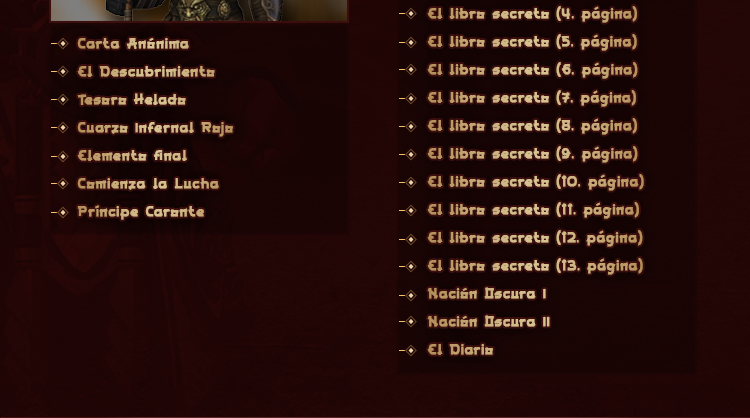 Carta Anónima
El Descubrimiento
Tesoro Helado
Cuarzo Infernal Rojo
Elemento Final
Comienza la Lucha
Príncipe Caronte
El libro secreto (4. página)
El libro secreto (5. página)
El libro secreto (6. página)
El libro secreto (7. página)
El libro secreto (8. página)
El libro secreto (9. página)
El libro secreto (10. página)
El libro secreto (11. página)
El libro secreto (12. página)
El libro secreto (13. página)
Nación Oscura I
Nación Oscura II
El Diario